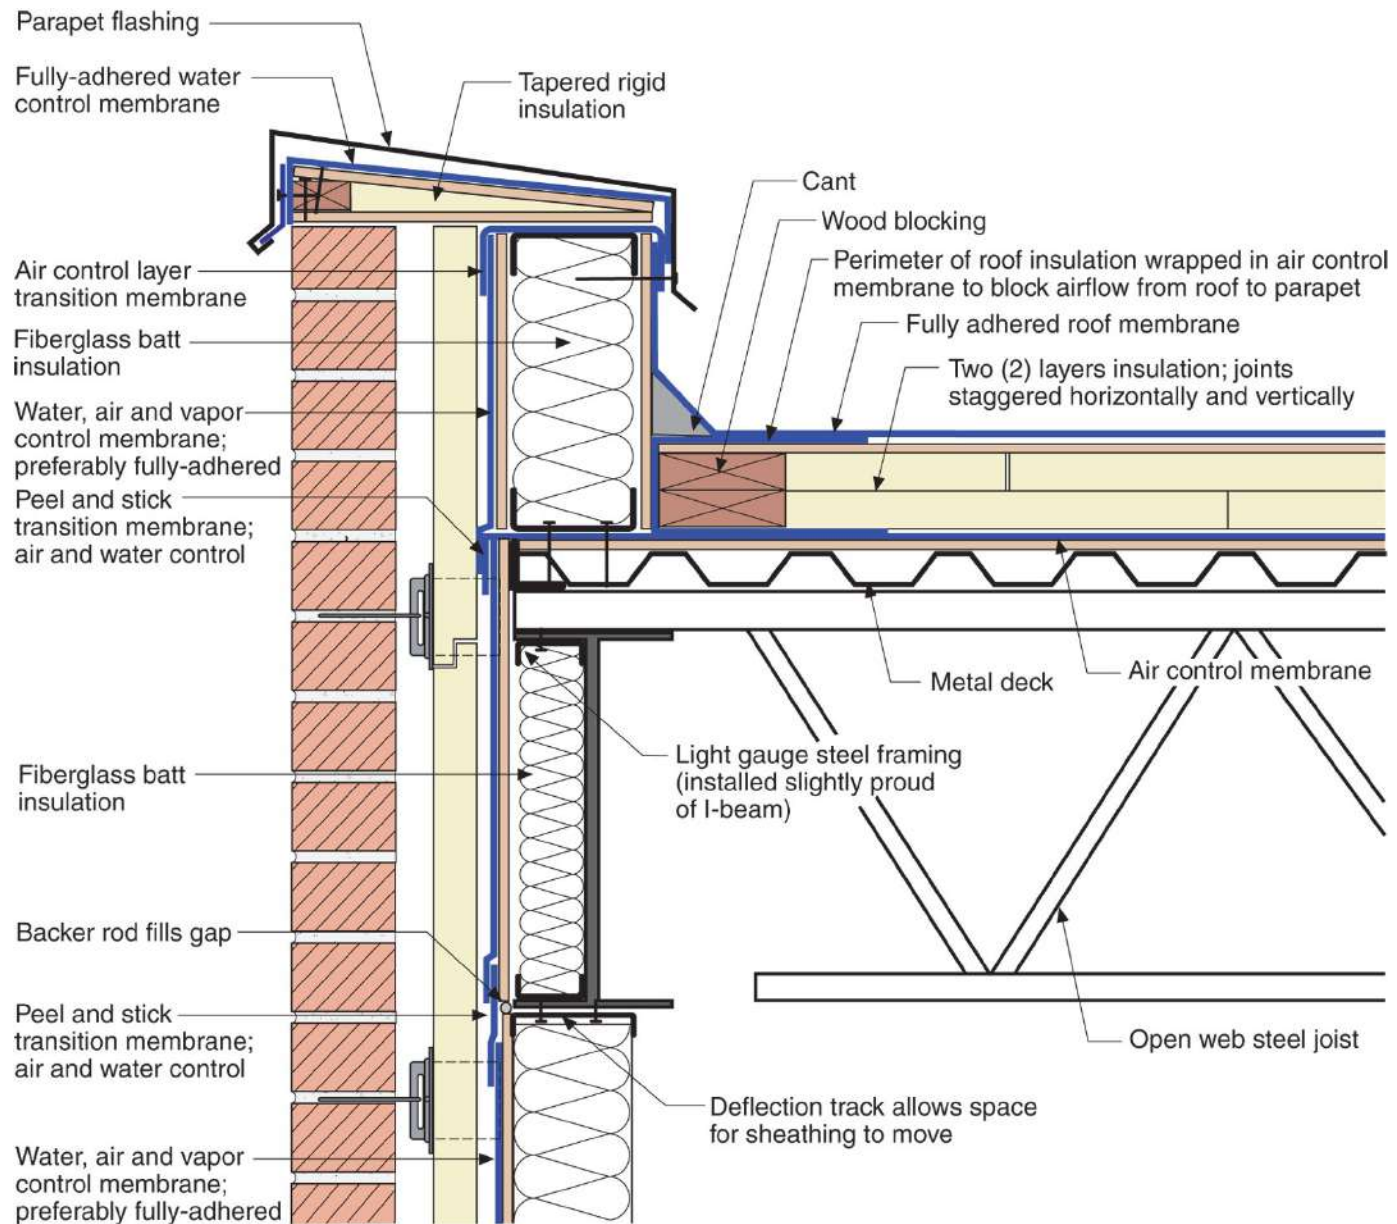 Parapet flashing
Fully-adhered water
control membrane
Tapered rigid
insulation
Cant
Wood blocking
Air control layer
transition membrane
Perimeter of roof insulation wrapped in air control
membrane to block airflow from roof to parapet
Fully adhered roof membrane
Fiberglass batt
insulation
Two (2) layers insulation; joints
staggered horizontally and vertically
Water, air and vapor
control membrane;
preferably fully-adhered
Peel and stick
transition membrane;
air and water control
Metal deck
Air control membrane
Light gauge steel framing
(installed slightly proud
of I-beam)
Fiberglass batt
insulation
Backer rod fills gap
Peel and stick
transition membrane;
air and water control
Open web steel joist
Deflection track allows space
for sheathing to move
Water, air and vapor
control membrane;
preferably fully-adhered